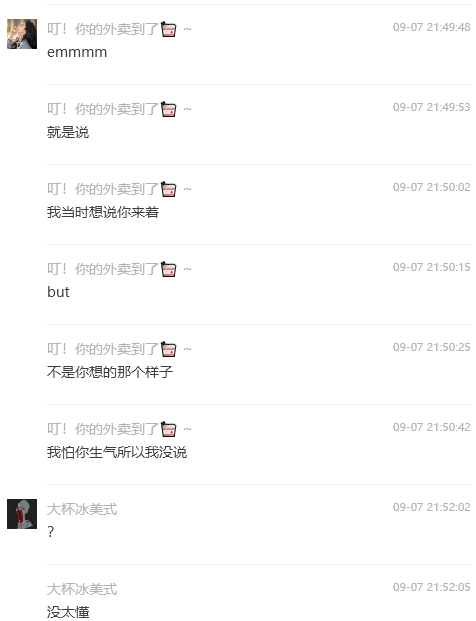 叮！你的外卖到了 ~ 09-07 21:49:48
emmmm
叮！你的外卖到了 ~ 09-07 21:49:53
就是说
叮！你的外卖到了 ~ 09-07 21:50:02
我当时想说你来着
叮！你的外卖到了 ~ 09-07 21:50:15
but
叮！你的外卖到了 ~ 09-07 21:50:25
不是你想的那个样子
叮！你的外卖到了 ~ 09-07 21:50:42
我怕你生气所以我没说
大杯冰美式 09-07 21:52:02
?
大杯冰美式 09-07 21:52:05
没太懂